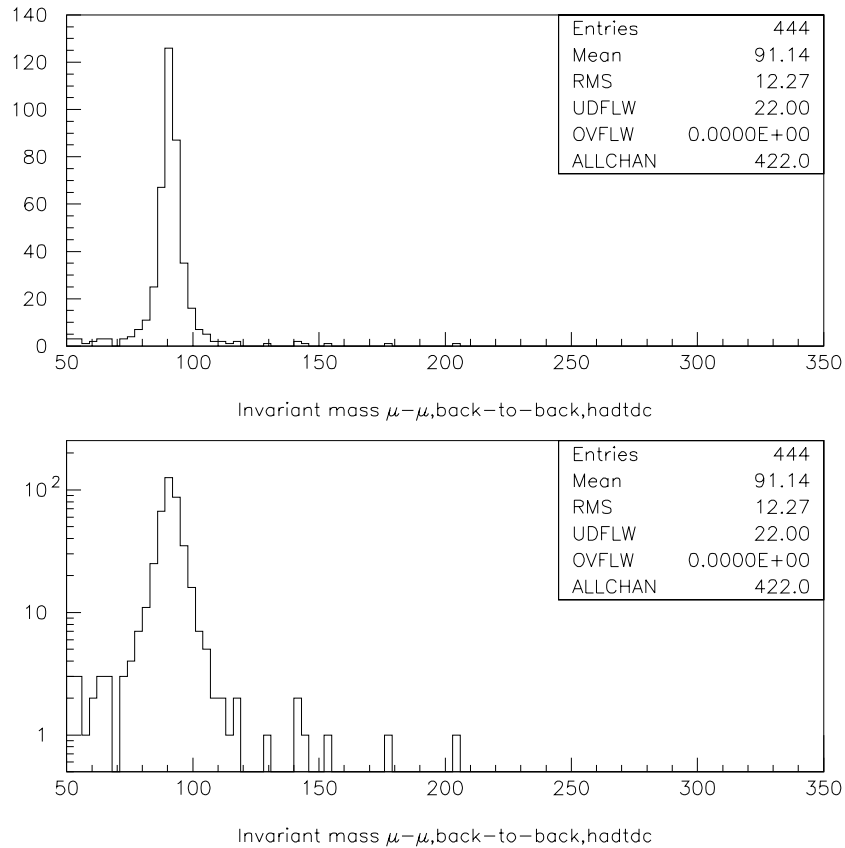 140
120
100
80
60
40
20
0
Entries 444
Mean 91.14
RMS 12.27
UDFLW 22.00
OVFLW 0.0000E+00
ALLCHAN 422.0
50 100 150 200 250 300 350
Invariant mass μ−μ,back−to−back,hadtdc
10²
10
1
Entries 444
Mean 91.14
RMS 12.27
UDFLW 22.00
OVFLW 0.0000E+00
ALLCHAN 422.0
50 100 150 200 250 300 350
Invariant mass μ−μ,back−to−back,hadtdc